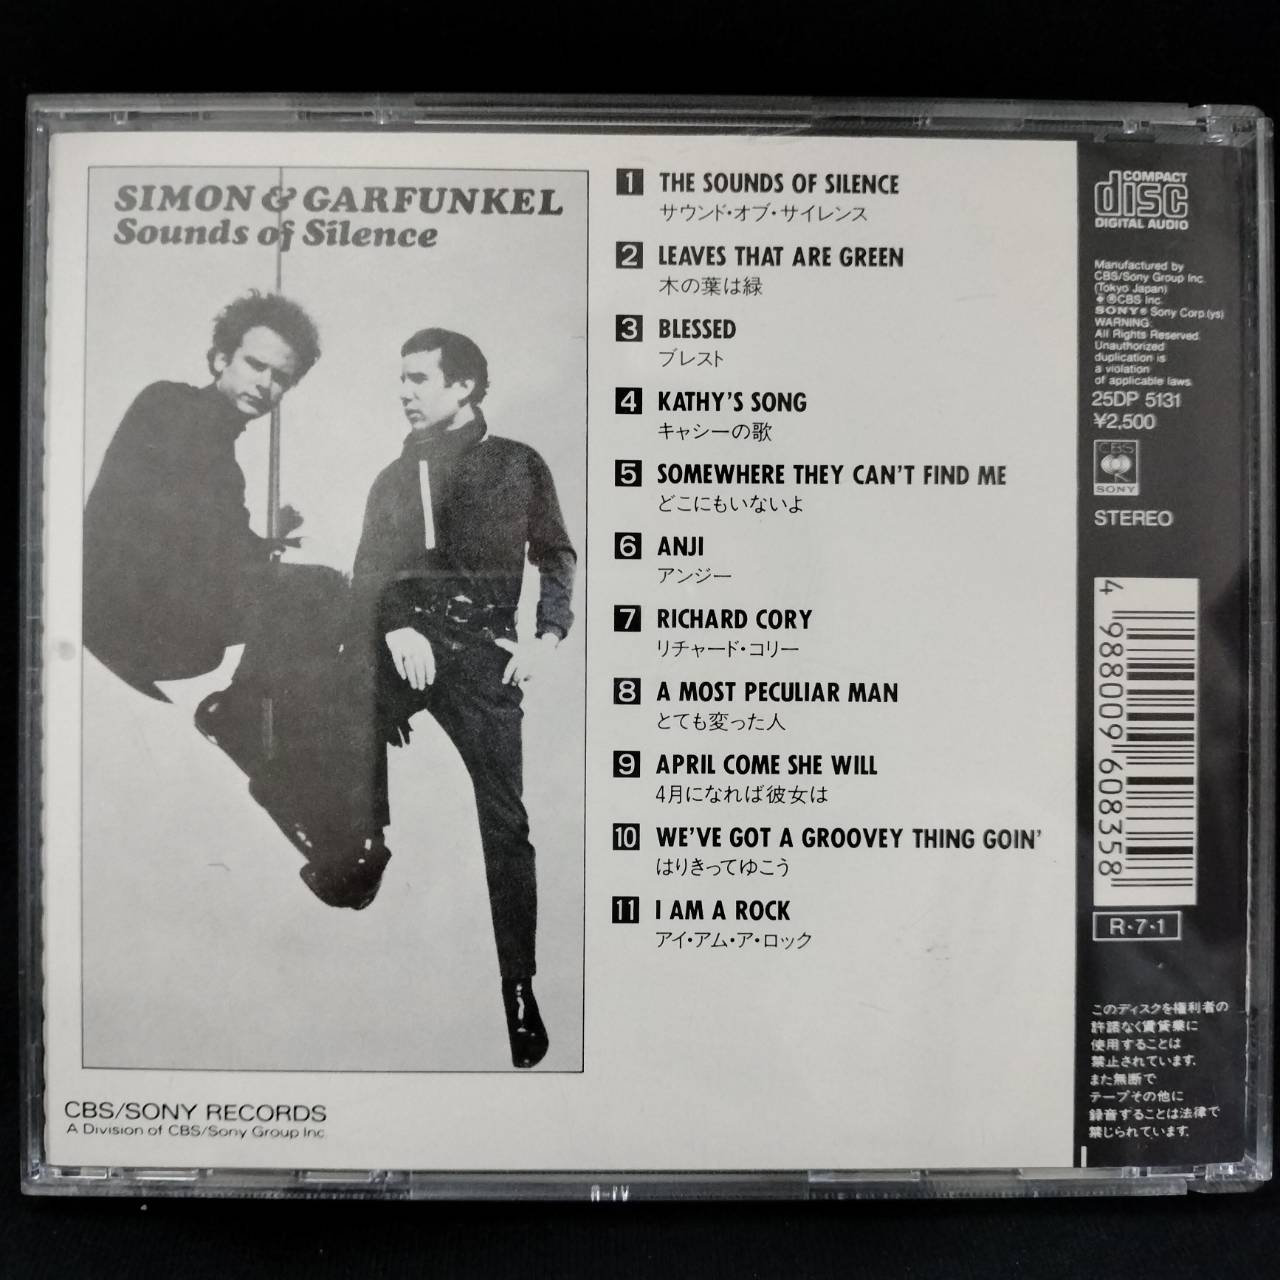 SIMON & GARFUNKEL
Sounds of Silence
1 THE SOUNDS OF SILENCE
サウンド・オブ・サイレンス
2 LEAVES THAT ARE GREEN
木の葉は緑
3 BLESSED
ブレスト
4 KATHY'S SONG
キャシーの歌
5 SOMEWHERE THEY CAN'T FIND ME
どこにもいないよ
6 ANJI
アンジー
7 RICHARD CORY
リチャード・コリー
8 A MOST PECULIAR MAN
とても変った人
9 APRIL COME SHE WILL
4月になれば彼女は
10 WE'VE GOT A GROOVEY THING GOIN'
はりきってゆこう
11 I AM A ROCK
アイ・アム・ア・ロック
CBS/SONY RECORDS
A Division of CBS/Sony Group Inc.
COMPACT
disc
DIGITAL AUDIO
Manufactured by
CBS/Sony Group Inc.
(Tokyo Japan)
◆®CBS Inc.
SONY® Sony Corp.(ys)
WARNING:
All Rights Reserved.
Unauthorized
duplication is
a violation
of applicable laws.
25DP 5131
¥2,500
CBS
SONY
STEREO
4 988009 608358
R・7・1
このディスクを権利者の
許諾なく賃貸業に
使用することは
禁止されています。
また無断で
テープその他に
録音することは法律で
禁じられています。